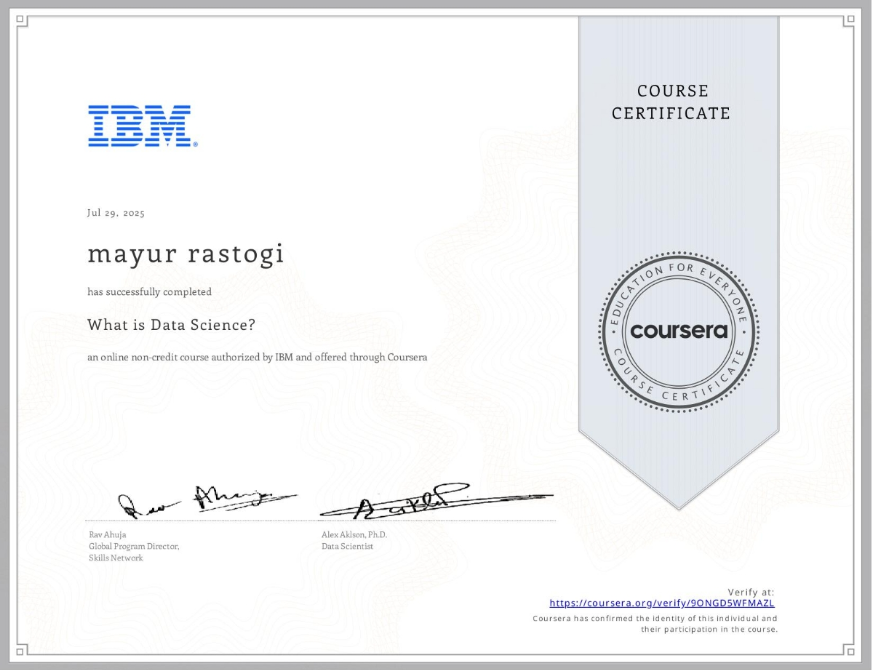 COURSE
CERTIFICATE
IBM
Jul 29, 2025
mayur rastogi
has successfully completed
What is Data Science?
an online non-credit course authorized by IBM and offered through Coursera
EDUCATION FOR EVERYONE
coursera
COURSE CERTIFICATE
Rav Ahuja
Global Program Director,
Skills Network
Alex Aklson, Ph.D.
Data Scientist
Verify at:
https://coursera.org/verify/9ONGD5WFMAZL
Coursera has confirmed the identity of this individual and
their participation in the course.